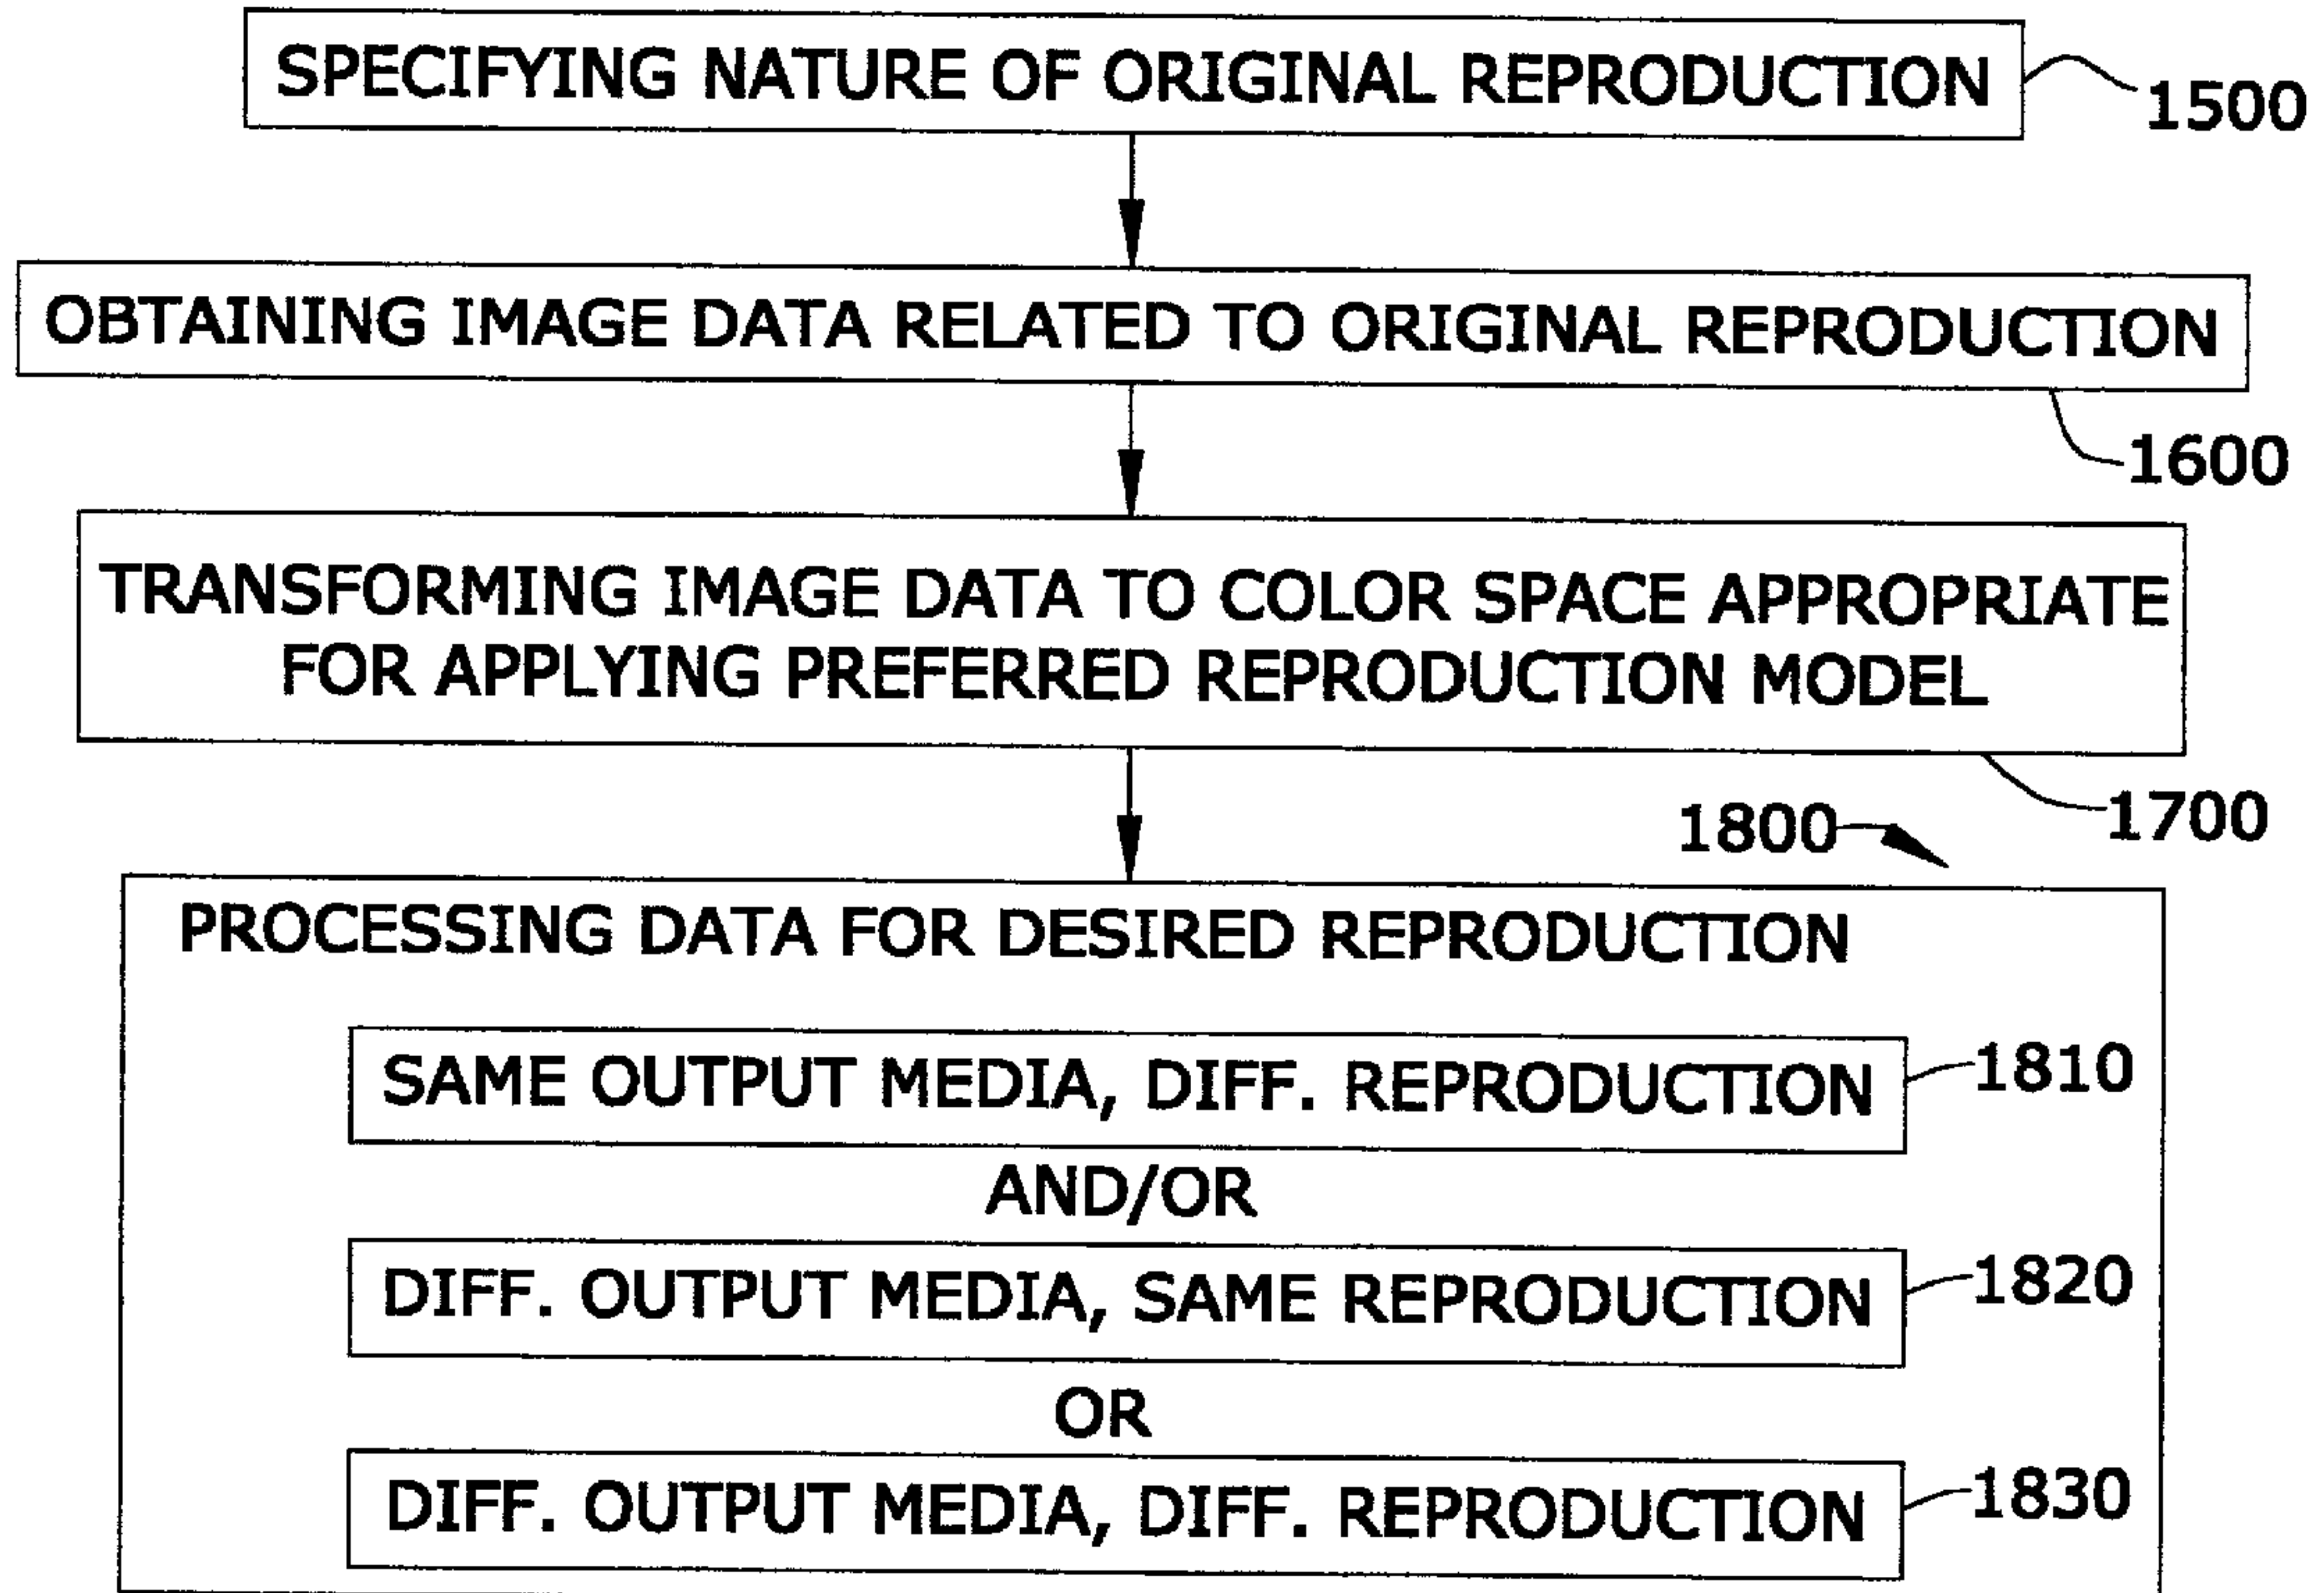 SPECIFYING NATURE OF ORIGINAL REPRODUCTION
1500
OBTAINING IMAGE DATA RELATED TO ORIGINAL REPRODUCTION
1600
TRANSFORMING IMAGE DATA TO COLOR SPACE APPROPRIATE
FOR APPLYING PREFERRED REPRODUCTION MODEL
1700
1800
PROCESSING DATA FOR DESIRED REPRODUCTION
SAME OUTPUT MEDIA, DIFF. REPRODUCTION
1810
AND/OR
DIFF. OUTPUT MEDIA, SAME REPRODUCTION
1820
OR
DIFF. OUTPUT MEDIA, DIFF. REPRODUCTION
1830